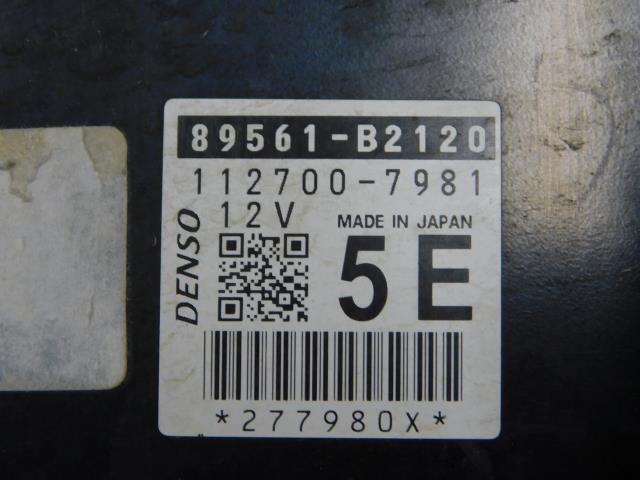 89561-B2120
112700-7981
12V
MADE IN JAPAN
DENSO
5E
*277980X*